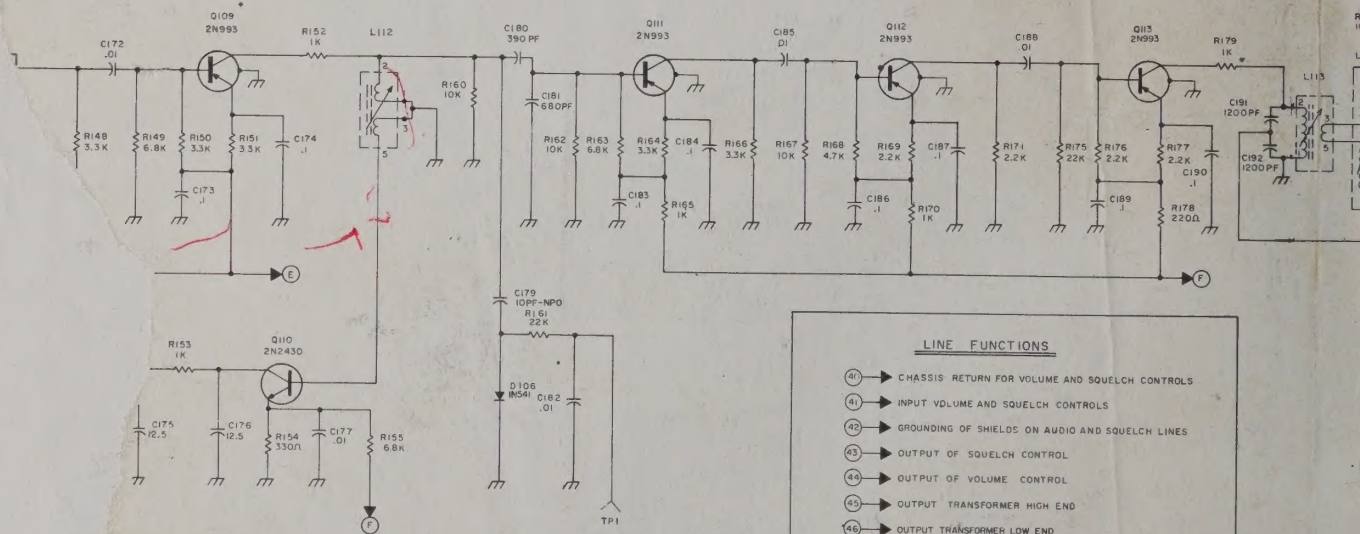 Q109
2N993
C172
.01
R152
1K
L112
C180
390 PF
Q111
2N993
C185
.01
Q112
2N993
C188
.01
Q113
2N993
R179
1K
L113
2
R160
10K
C181
680PF
C191
1200PF
2
3
3
5
5
C192
1200PF
R148
3.3K
R149
6.8K
R150
3.3K
R151
3.3K
C174
.1
C173
.1
R162
10K
R163
6.8K
R164
3.3K
C184
.1
C183
.1
R165
1K
R166
3.3K
R167
10K
R168
4.7K
R169
2.2K
C187
.1
C186
.1
R170
1K
R171
2.2K
R175
22K
R176
2.2K
R177
2.2K
C190
.1
C189
.1
R178
220Ω
E
F
C179
10PF-NPO
R161
22K
D106
IN541
C182
.01
TP1
R153
1K
Q110
2N2430
C175
12.5
C176
12.5
R154
330Ω
C177
.01
R155
6.8K
F
LINE FUNCTIONS
40 CHASSIS RETURN FOR VOLUME AND SQUELCH CONTROLS
41 INPUT VOLUME AND SQUELCH CONTROLS
42 GROUNDING OF SHIELDS ON AUDIO AND SQUELCH LINES
43 OUTPUT OF SQUELCH CONTROL
44 OUTPUT OF VOLUME CONTROL
45 OUTPUT TRANSFORMER HIGH END
46 OUTPUT TRANSFORMER LOW END